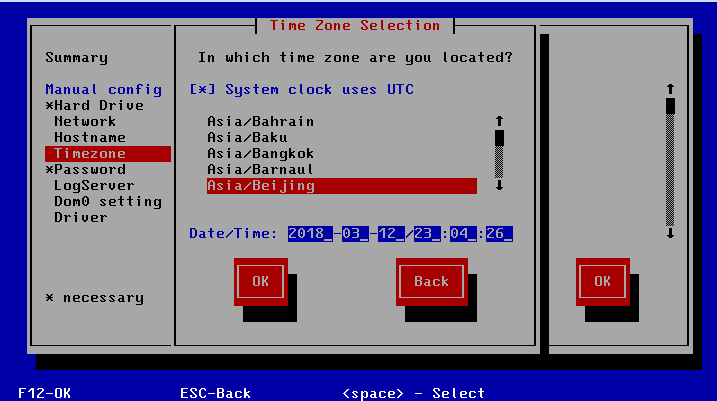 Time Zone Selection
Summary
In which time zone are you located?
Manual config
[*] System clock uses UTC
*Hard Drive
Network
Hostname
Timezone
*Password
LogServer
Dom0 setting
Driver
Asia/Bahrain
Asia/Baku
Asia/Bangkok
Asia/Barnaul
Asia/Beijing
Date/Time: 2018_-03_-12_/23_:04_:26_
OK
Back
OK
* necessary
F12-OK
ESC-Back
<space> - Select